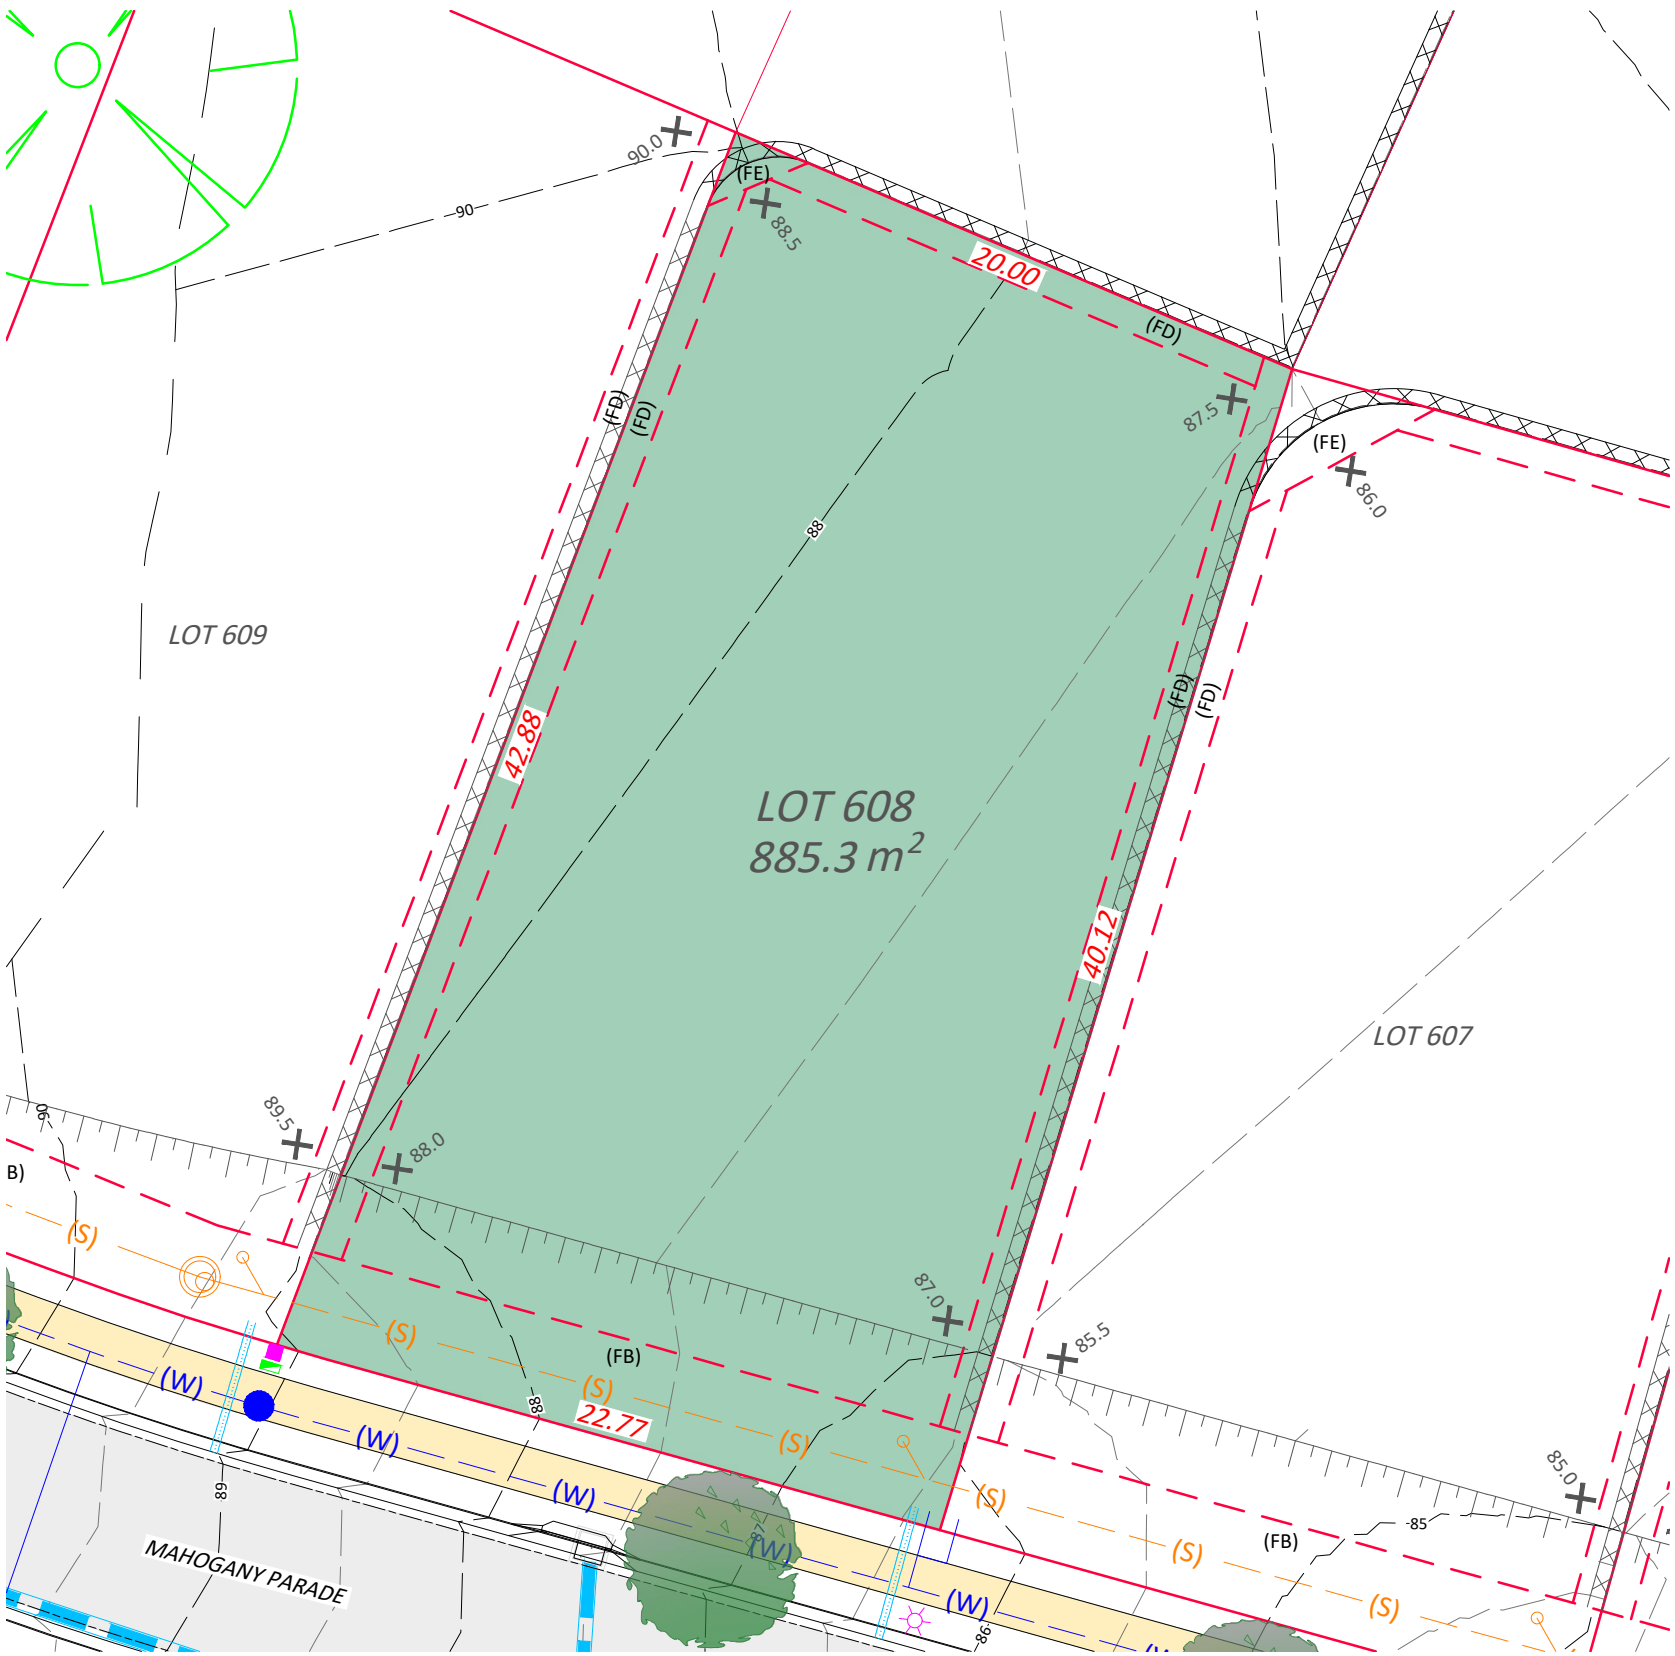 90.0
(FE)
88.5
90
20.00
(FD)
87.5
(FE)
86.0
(FD)
(FD)
88
LOT 609
(FD)
(FD)
42.88
LOT 608
885.3 m²
40.12
LOT 607
89.5
90
88.0
B)
(S)
87.0
85.5
(S)
(FB)
(W)
(S)
88
22.77
(W)
(S)
85.0
89
(W)
(S)
85
(FB)
87
(W)
(S)
MAHOGANY PARADE
(W)
(S)
86